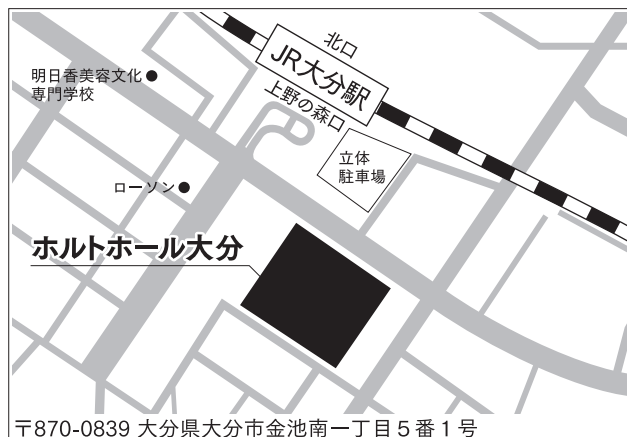 北口
JR大分駅
上野の森口
明日香美容文化
専門学校
立体
駐車場
ローソン
ホルトホール大分
〒870-0839 大分県大分市金池南一丁目5番1号